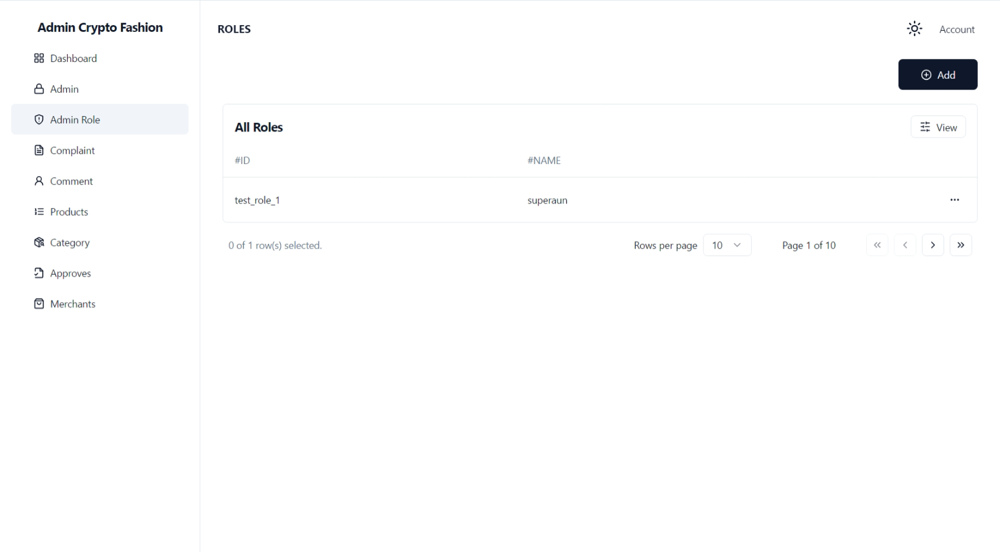 Admin Crypto Fashion
Dashboard
Admin
Admin Role
Complaint
Comment
Products
Category
Approves
Merchants
ROLES
Account
Add
All Roles
View
#ID #NAME
test_role_1 superaun
0 of 1 row(s) selected.
Rows per page 10
Page 1 of 10